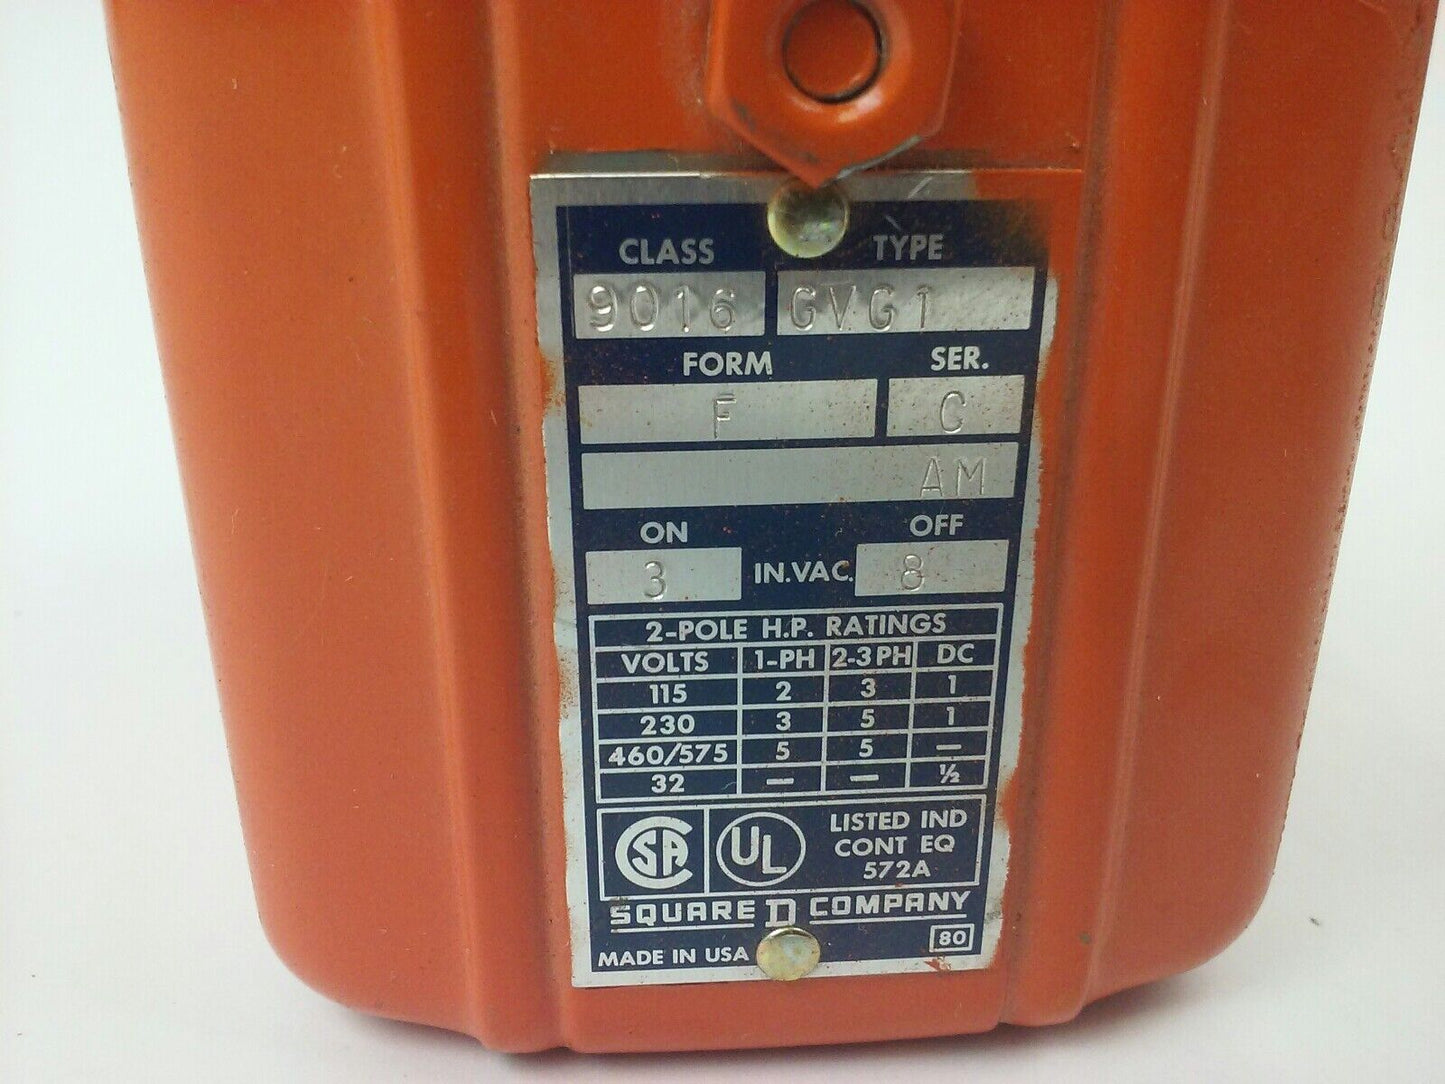 CLASS TYPE
9016 GVG1
FORM SER.
F C
AM
ON OFF
3 IN.VAC. 8
2-POLE H.P. RATINGS
VOLTS 1-PH 2-3PH DC
115 2 3 1
230 3 5 1
460/575 5 5 —
32 — — ½
CSA UL LISTED IND
CONT EQ
572A
SQUARE D COMPANY
MADE IN USA 80